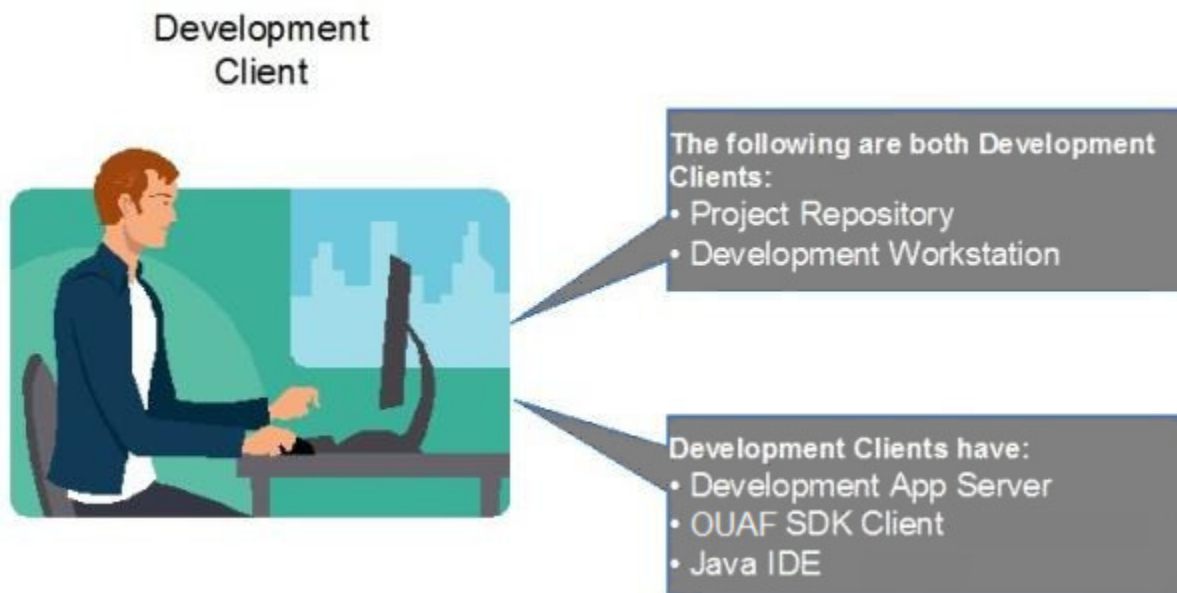 Development
Client
The following are both Development
Clients:
• Project Repository
• Development Workstation
Development Clients have:
• Development App Server
• OUAF SDK Client
• Java IDE